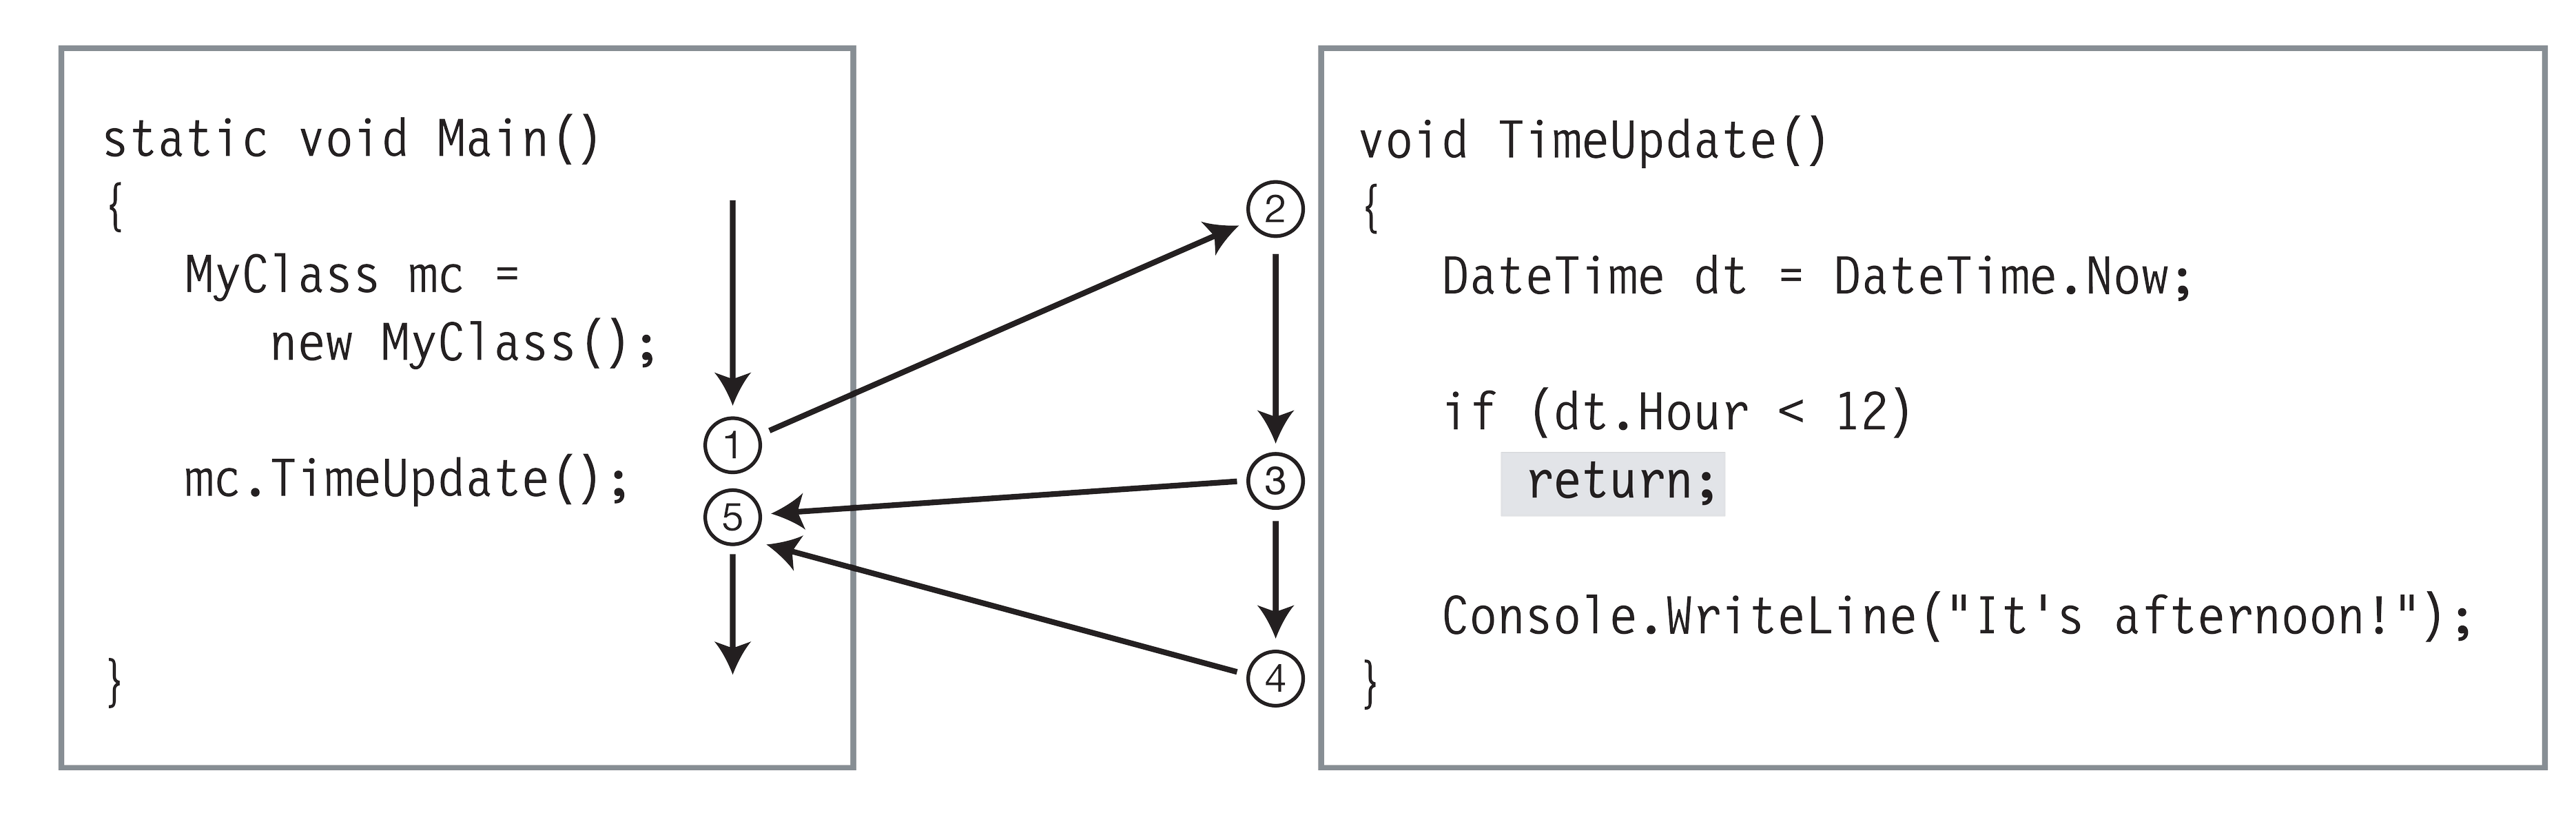 static void Main()
{
MyClass mc =
new MyClass();
mc.TimeUpdate();
}
1
5
2
3
4
void TimeUpdate()
{
DateTime dt = DateTime.Now;
if (dt.Hour < 12)
return;
Console.WriteLine("It's afternoon!");
}